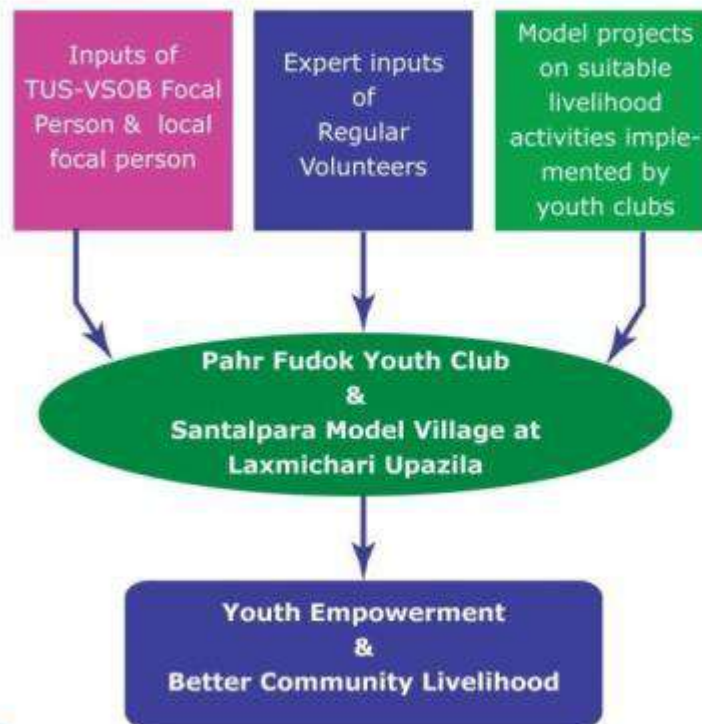 Inputs of
TUS-VSOB Focal
Person & local
focal person
Expert inputs
of
Regular
Volunteers
Model projects
on suitable
livelihood
activities imple-
mented by
youth clubs
Pahr Fudok Youth Club
&
Santalpara Model Village at
Laxmichari Upazila
Youth Empowerment
&
Better Community Livelihood